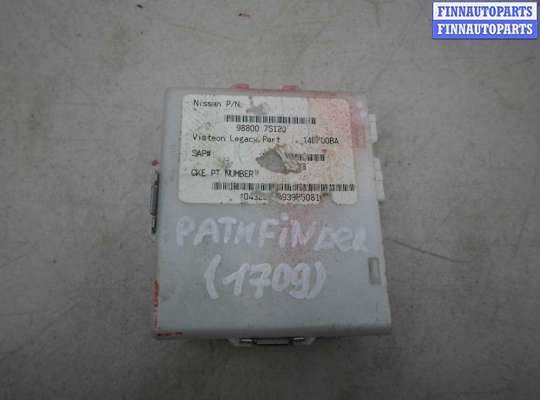 FINNAUTOPARTS
FINNAUTOPARTS
Nissan P/N:
98800 7S120
Visteon Legacy Part
SAP#
CKE PT NUMBER
PATHFiNDER
(1709)